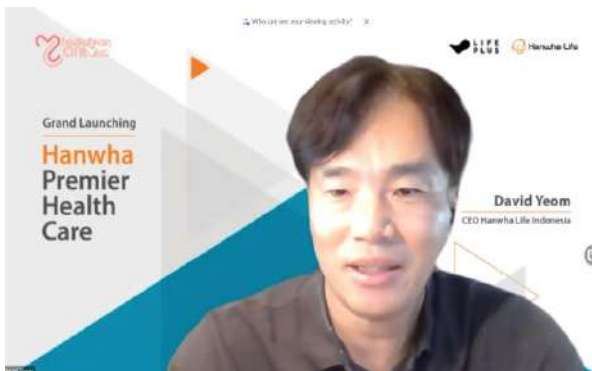 Who can see your viewing activity?
LIFE
PLUS
Hanwha Life
Grand Launching
Hanwha
Premier
Health
Care
David Yeom
CEO Hanwha Life Indonesia